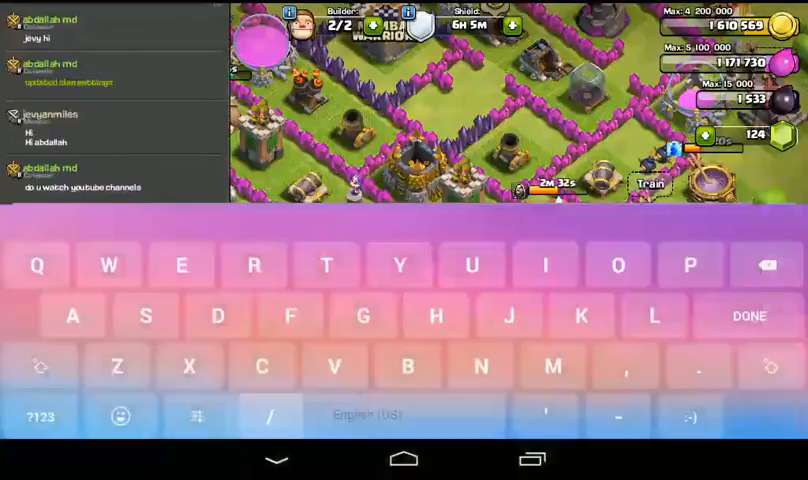 abdallah md
jevy hi
abdallah md
updated clan settings
jevyanmiles
Hi
Hi abdallah
abdallah md
do u watch youtube channels
Builder:
2/2
Shield:
6H 5M
Max: 4 200 000
1 610 569
Max: 5 100 000
1 171 730
Max: 15 000
1 533
124
2M 32s
Train
Q W E R T Y U I O P
A S D F G H J K L DONE
Z X C V B N M , .
?123 / English (US) ' - :-)